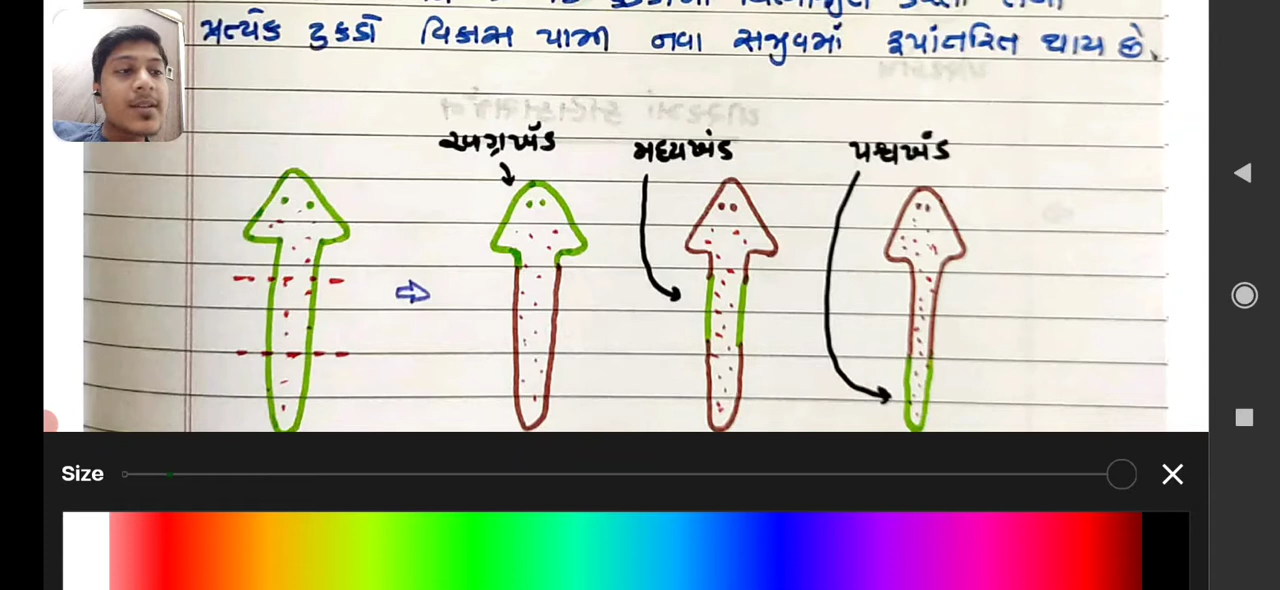 પ્રત્યેક ટુકડો વિકાસ પામી નવા સજીવમાં રૂપાંતરિત થાય છે.
અગ્રખંડ મધ્યખંડ પશ્ચખંડ
Size